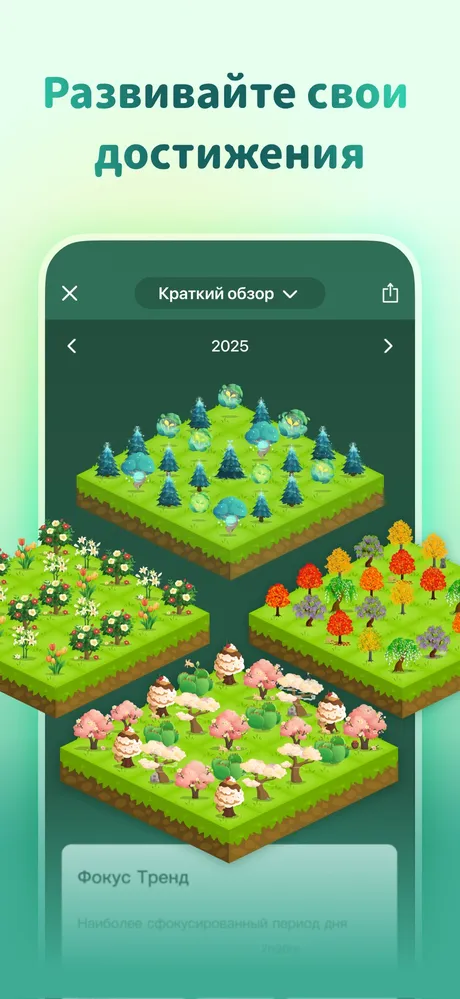 Развивайте свои
достижения
Краткий обзор
2025
Фокус Тренд
Наиболее сфокусированный период дня